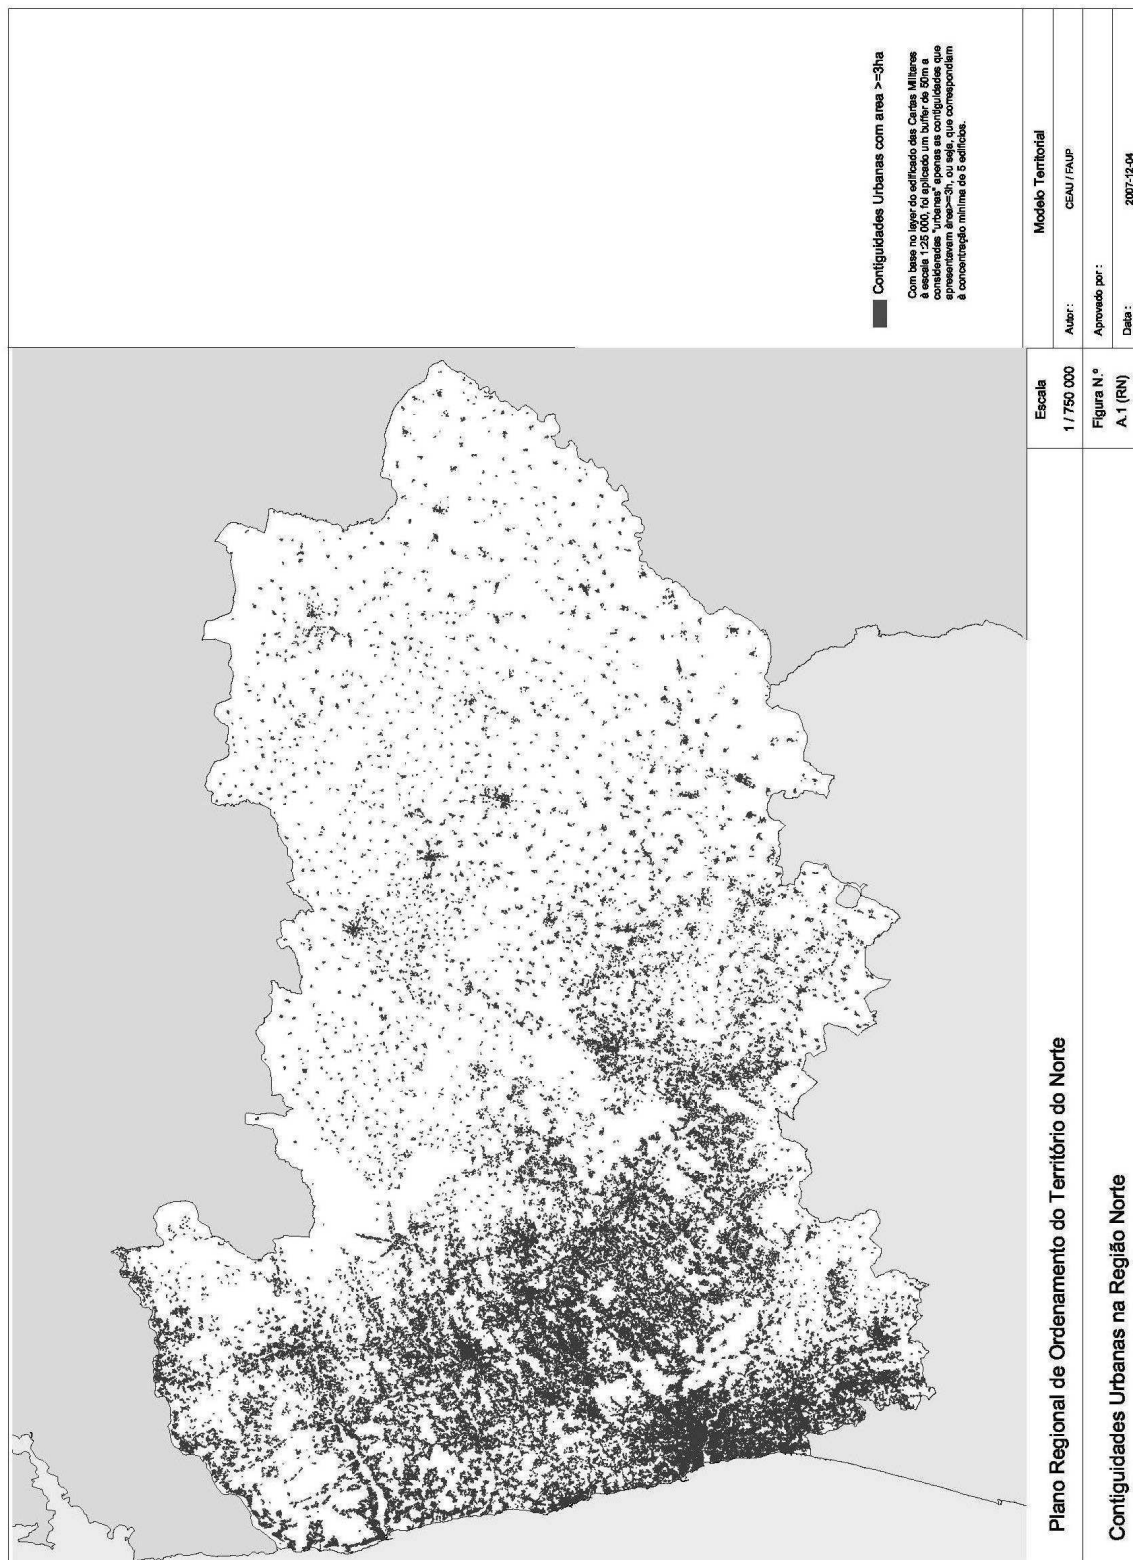 Contiguidades Urbanas com area >=3ha
Com base no layer do edificado das Cartas Militares
à escala 1:25 000, foi aplicado um buffer de 50m e
consideradas "urbanas" apenas as contiguidades que
apresentavam área>=3h, ou seja, que correspondiam
à concentração mínima de 5 edifícios.
Plano Regional de Ordenamento do Território do Norte
Contiguidades Urbanas na Região Norte
Escala
1 / 750 000
Figura N.º
A.1 (RN)
Modelo Territorial
Autor : CEAU / FAUP
Aprovado por :
Data : 2007-12-04